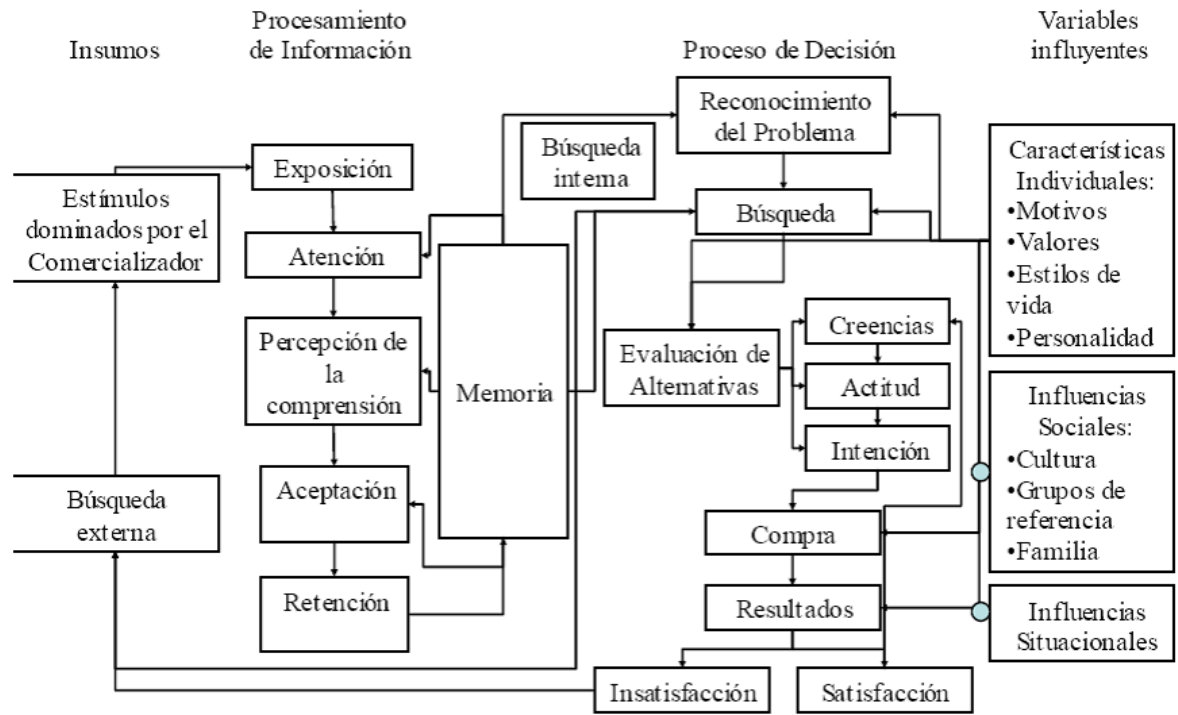 Insumos
Procesamiento
de Información
Proceso de Decisión
Variables
influyentes
Estímulos
dominados por el
Comercializador
Búsqueda
externa
Exposición
Atención
Percepción de
la
comprensión
Aceptación
Retención
Memoria
Búsqueda
interna
Reconocimiento
del Problema
Búsqueda
Evaluación de
Alternativas
Creencias
Actitud
Intención
Compra
Resultados
Insatisfacción
Satisfacción
Características
Individuales:
•Motivos
•Valores
•Estilos de
vida
•Personalidad
Influencias
Sociales:
•Cultura
•Grupos de
referencia
•Familia
Influencias
Situacionales